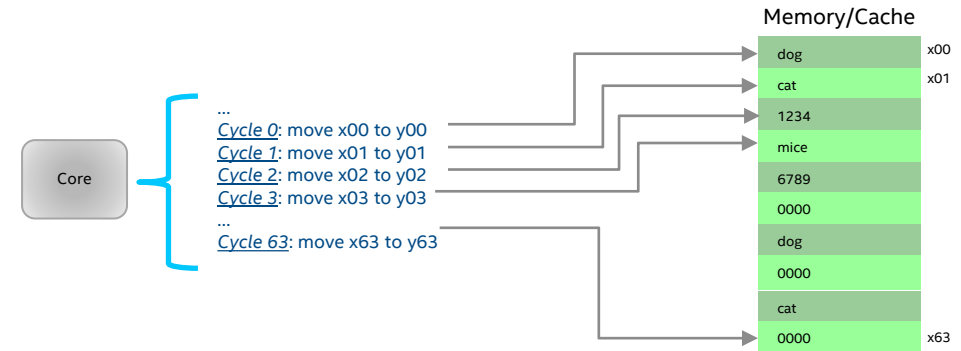 Memory/Cache
dog x00
cat x01
...
Cycle 0: move x00 to y00
1234
Cycle 1: move x01 to y01
mice
Cycle 2: move x02 to y02
Core
6789
Cycle 3: move x03 to y03
0000
...
Cycle 63: move x63 to y63
dog
0000
cat
0000 x63